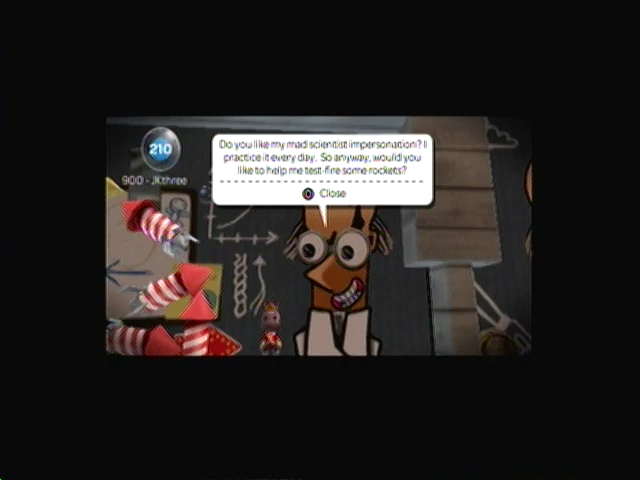 210
900 - JKthree
Do you like my mad scientist impersonation? I
practice it every day. So anyway, would you
like to help me test-fire some rockets?
Close